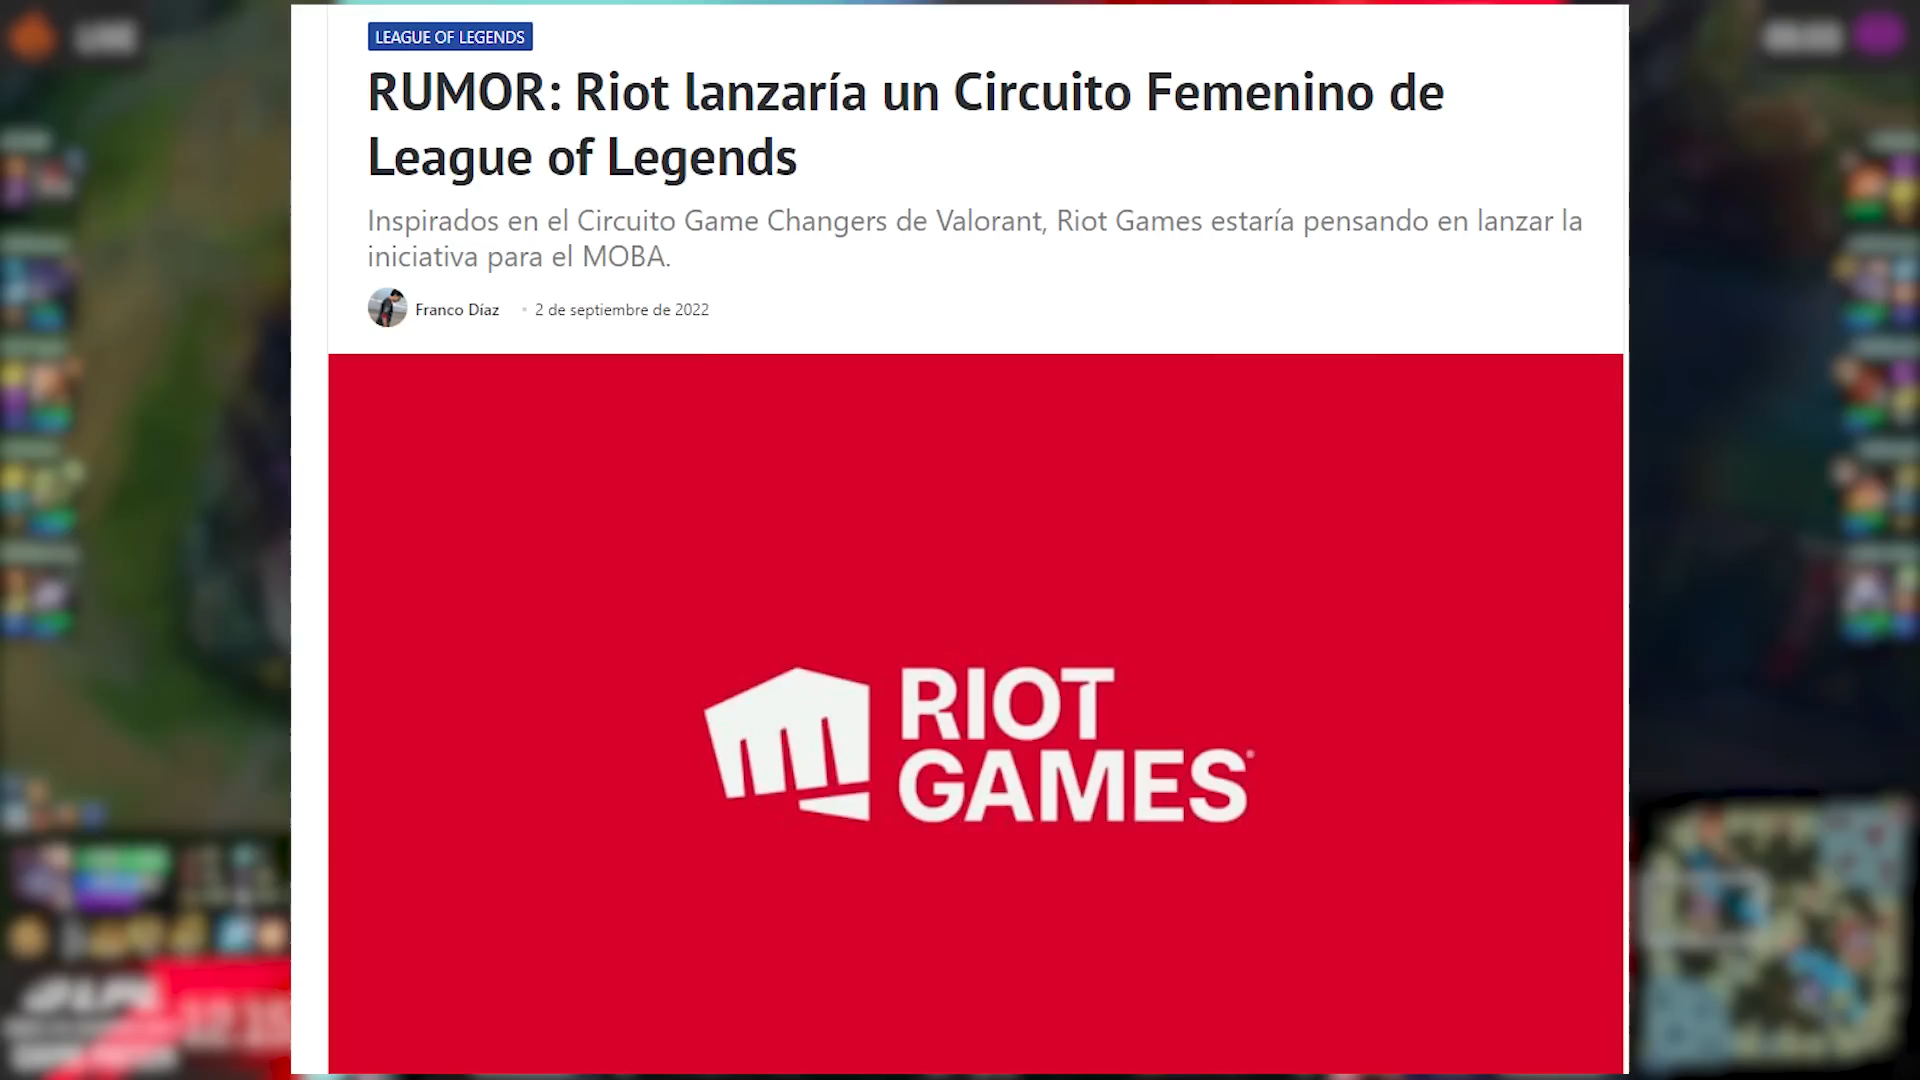 LEAGUE OF LEGENDS
RUMOR: Riot lanzaría un Circuito Femenino de
League of Legends
Inspirados en el Circuito Game Changers de Valorant, Riot Games estaría pensando en lanzar la
iniciativa para el MOBA.
Franco Díaz • 2 de septiembre de 2022
RIOT
GAMES